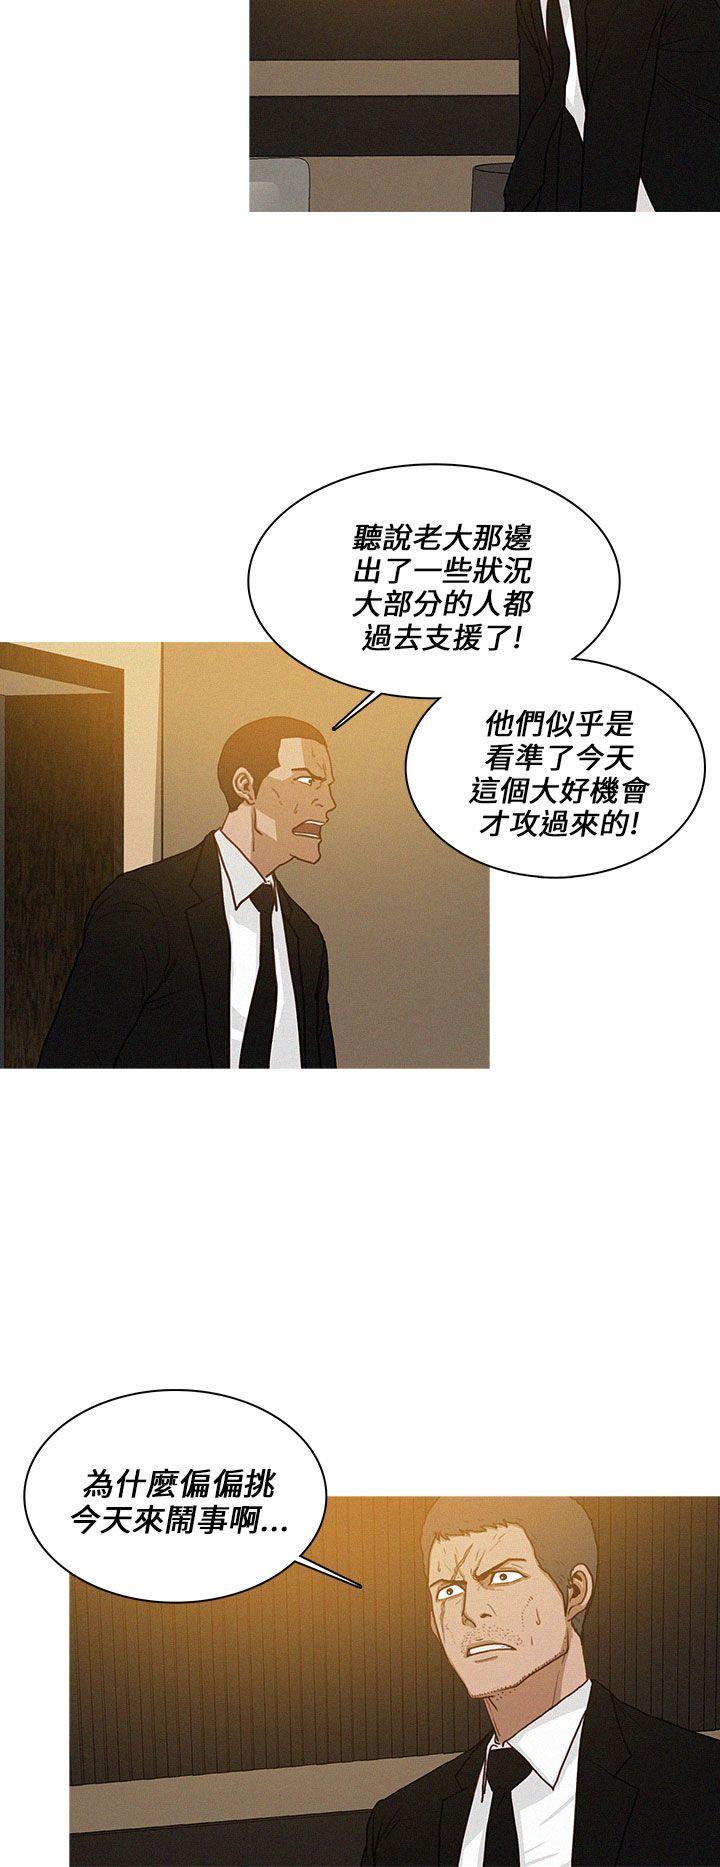 聽說老大那邊
出了一些狀況
大部分的人都
過去支援了!
他們似乎是
看準了今天
這個大好機會
才攻過來的!
為什麼偏偏挑
今天來鬧事啊...